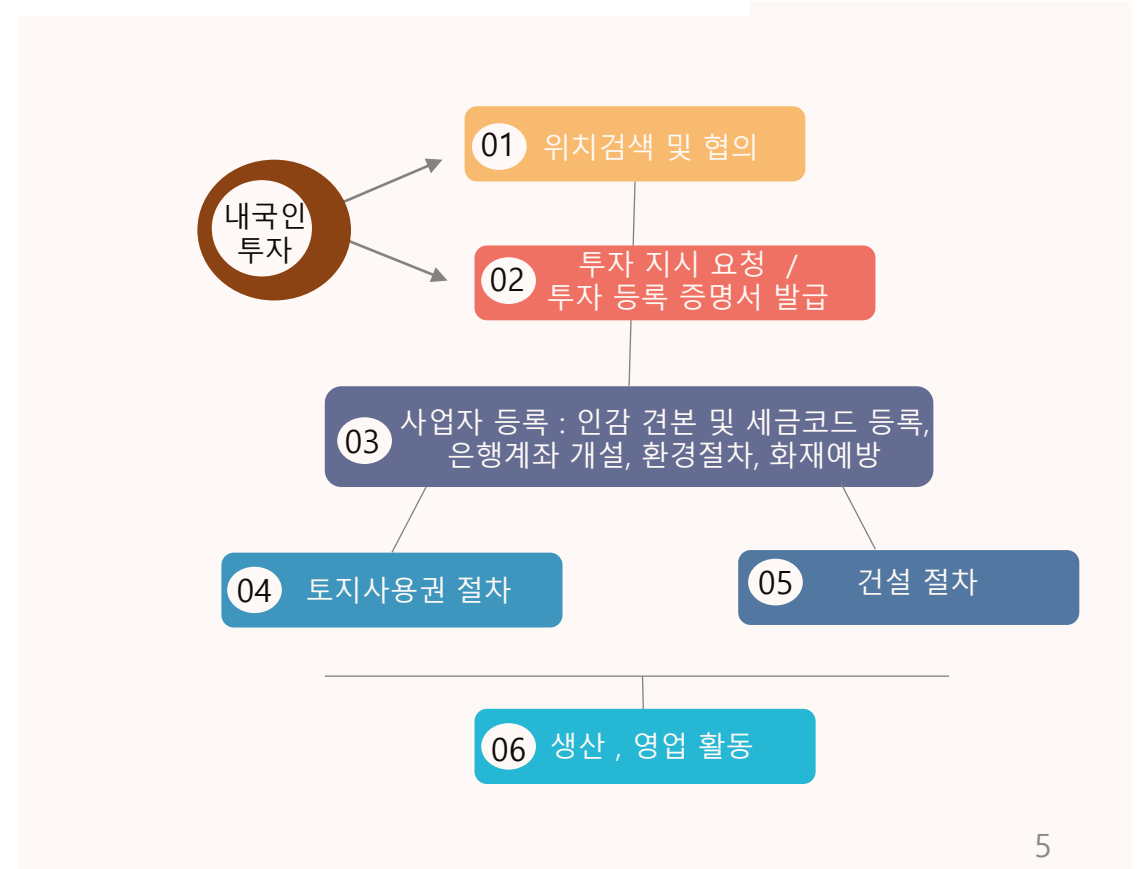 내국인
투자
01 위치검색 및 협의
02 투자 지시 요청 /
투자 등록 증명서 발급
03 사업자 등록 : 인감 견본 및 세금코드 등록,
은행계좌 개설, 환경절차, 화재예방
04 토지사용권 절차
05 건설 절차
06 생산 , 영업 활동
5